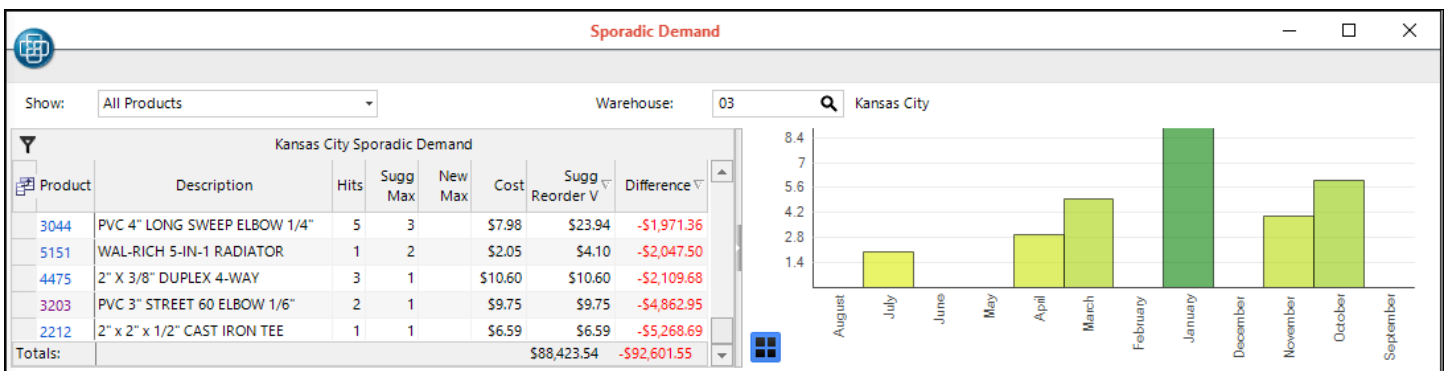 Sporadic Demand
Show: All Products Warehouse: 03 Kansas City
Kansas City Sporadic Demand
Product Description Hits Sugg Max New Max Cost Sugg Reorder V Difference
3044 PVC 4" LONG SWEEP ELBOW 1/4" 5 3 $7.98 $23.94 -$1,971.36
5151 WAL-RICH 5-IN-1 RADIATOR 1 2 $2.05 $4.10 -$2,047.50
4475 2" X 3/8" DUPLEX 4-WAY 3 1 $10.60 $10.60 -$2,109.68
3203 PVC 3" STREET 60 ELBOW 1/6" 2 1 $9.75 $9.75 -$4,862.95
2212 2" x 2" x 1/2" CAST IRON TEE 1 1 $6.59 $6.59 -$5,268.69
Totals: $88,423.54 -$92,601.55
8.4
7
5.6
4.2
2.8
1.4
August
July
June
May
April
March
February
January
December
November
October
September